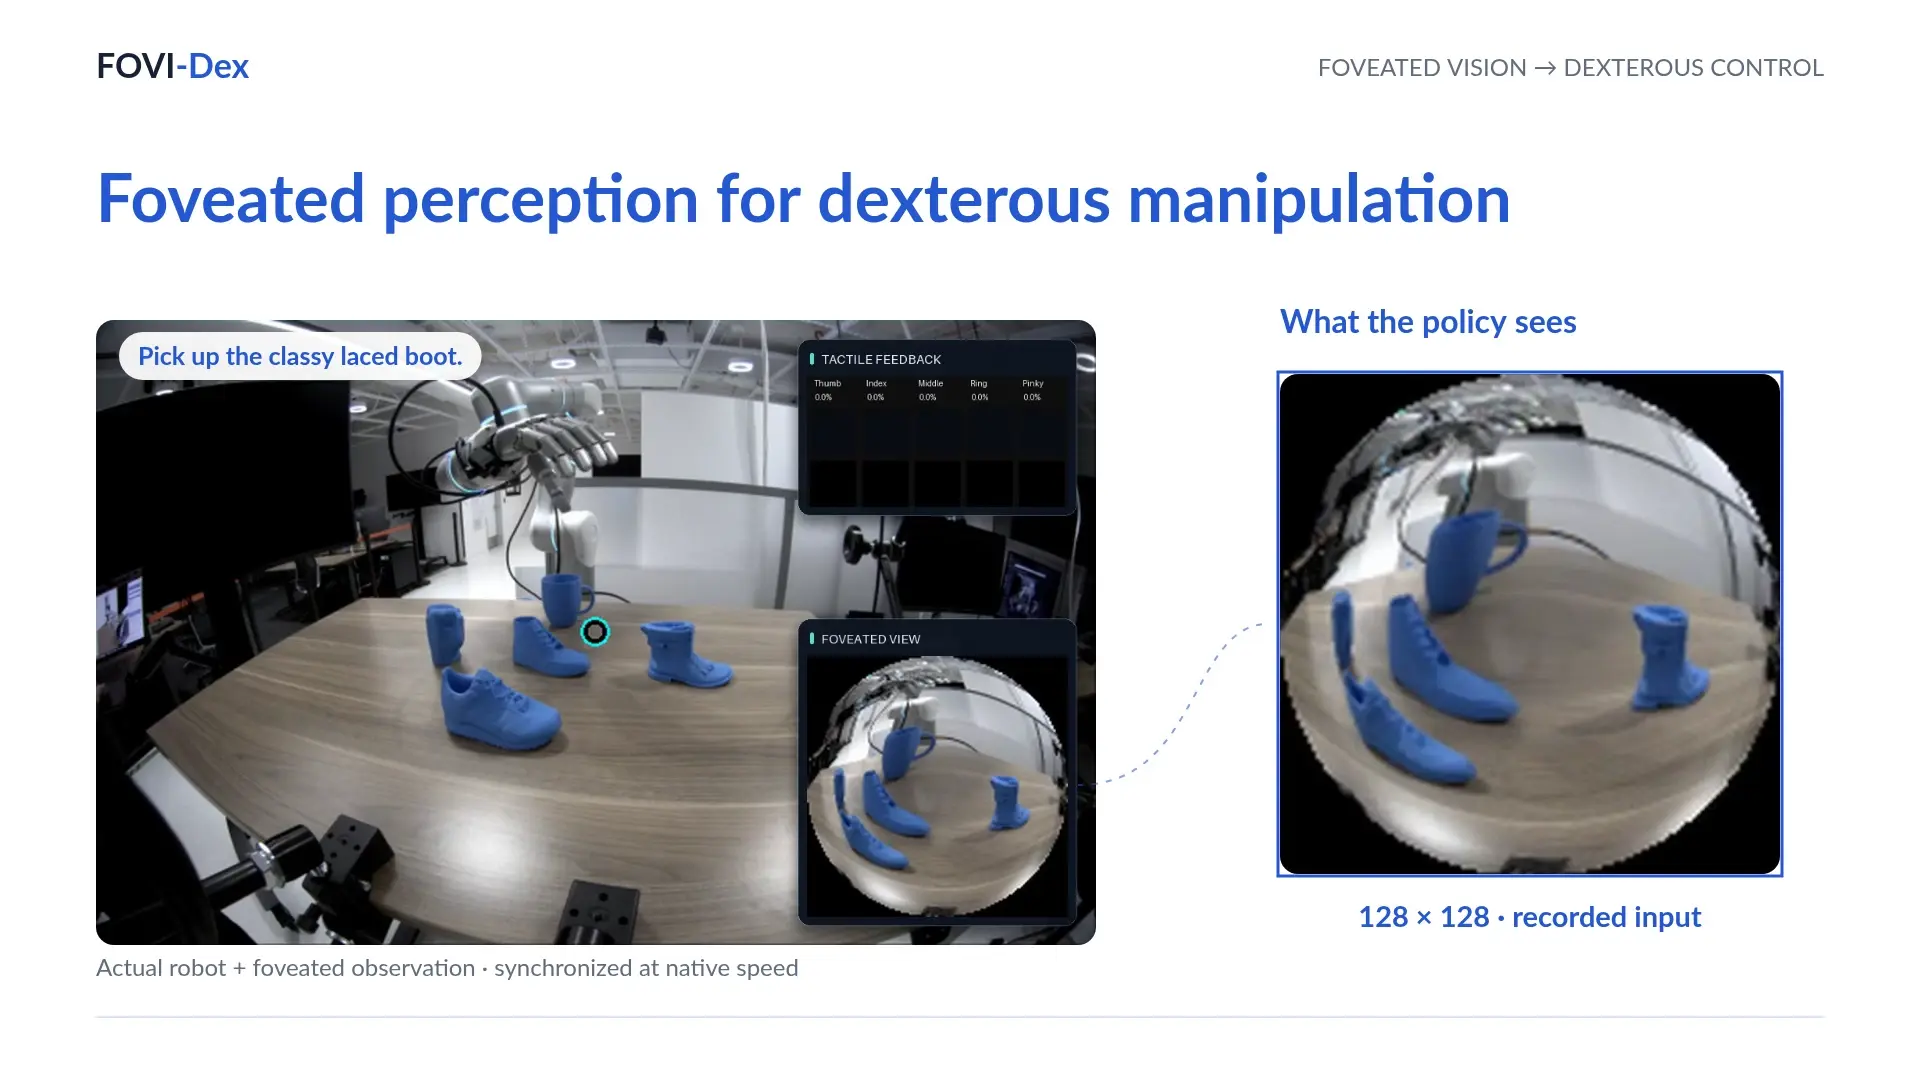 FOVI-Dex
FOVEATED VISION → DEXTEROUS CONTROL
Foveated perception for dexterous manipulation
Pick up the classy laced boot.
TACTILE FEEDBACK
Thumb Index Middle Ring Pinky
0.0% 0.0% 0.0% 0.0% 0.0%
FOVEATED VIEW
What the policy sees
128 × 128 · recorded input
Actual robot + foveated observation · synchronized at native speed